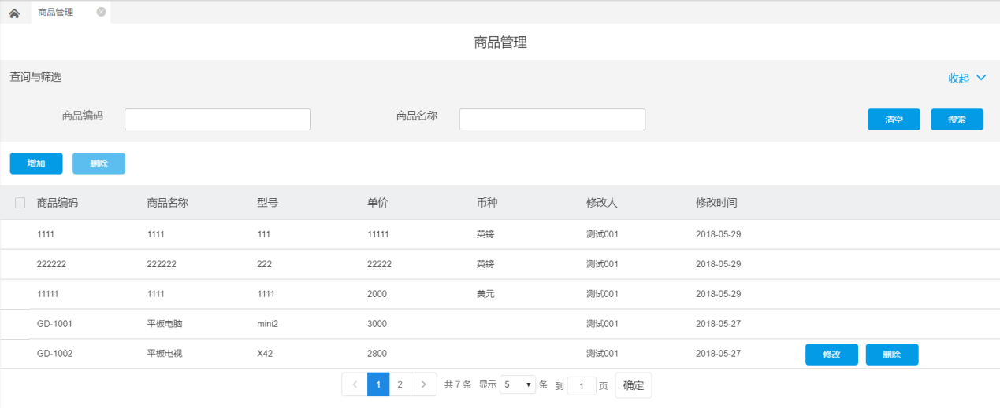 商品管理
商品管理
查询与筛选 收起
商品编码 商品名称 清空 搜索
增加 删除
商品编码 商品名称 型号 单价 币种 修改人 修改时间
1111 1111 111 11111 英镑 测试001 2018-05-29
222222 222222 222 22222 英镑 测试001 2018-05-29
11111 1111 1111 2000 美元 测试001 2018-05-29
GD-1001 平板电脑 mini2 3000 测试001 2018-05-27
GD-1002 平板电视 X42 2800 测试001 2018-05-27 修改 删除
1 2 共 7 条 显示 5 条 到 1 页 确定